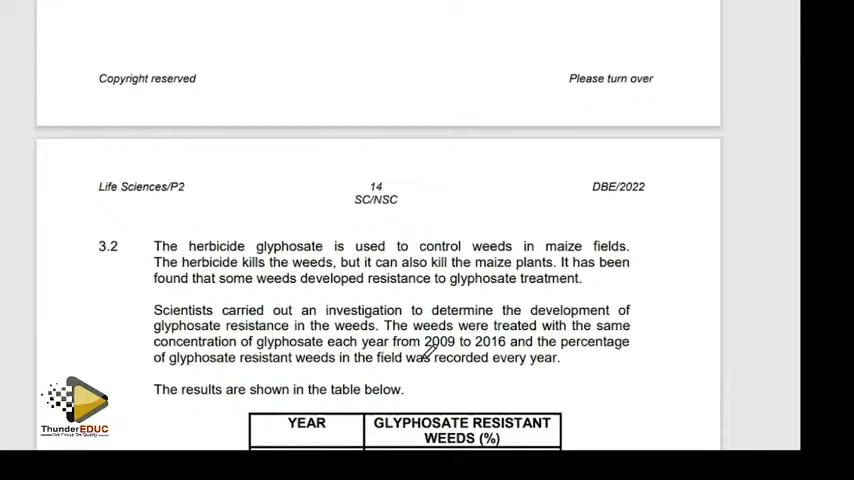 Copyright reserved Please turn over
Life Sciences/P2 14 DBE/2022
SC/NSC
3.2 The herbicide glyphosate is used to control weeds in maize fields.
The herbicide kills the weeds, but it can also kill the maize plants. It has been
found that some weeds developed resistance to glyphosate treatment.
Scientists carried out an investigation to determine the development of
glyphosate resistance in the weeds. The weeds were treated with the same
concentration of glyphosate each year from 2009 to 2016 and the percentage
of glyphosate resistant weeds in the field was recorded every year.
The results are shown in the table below.
YEAR GLYPHOSATE RESISTANT
WEEDS (%)
ThunderEDUC
We Focus On Quality